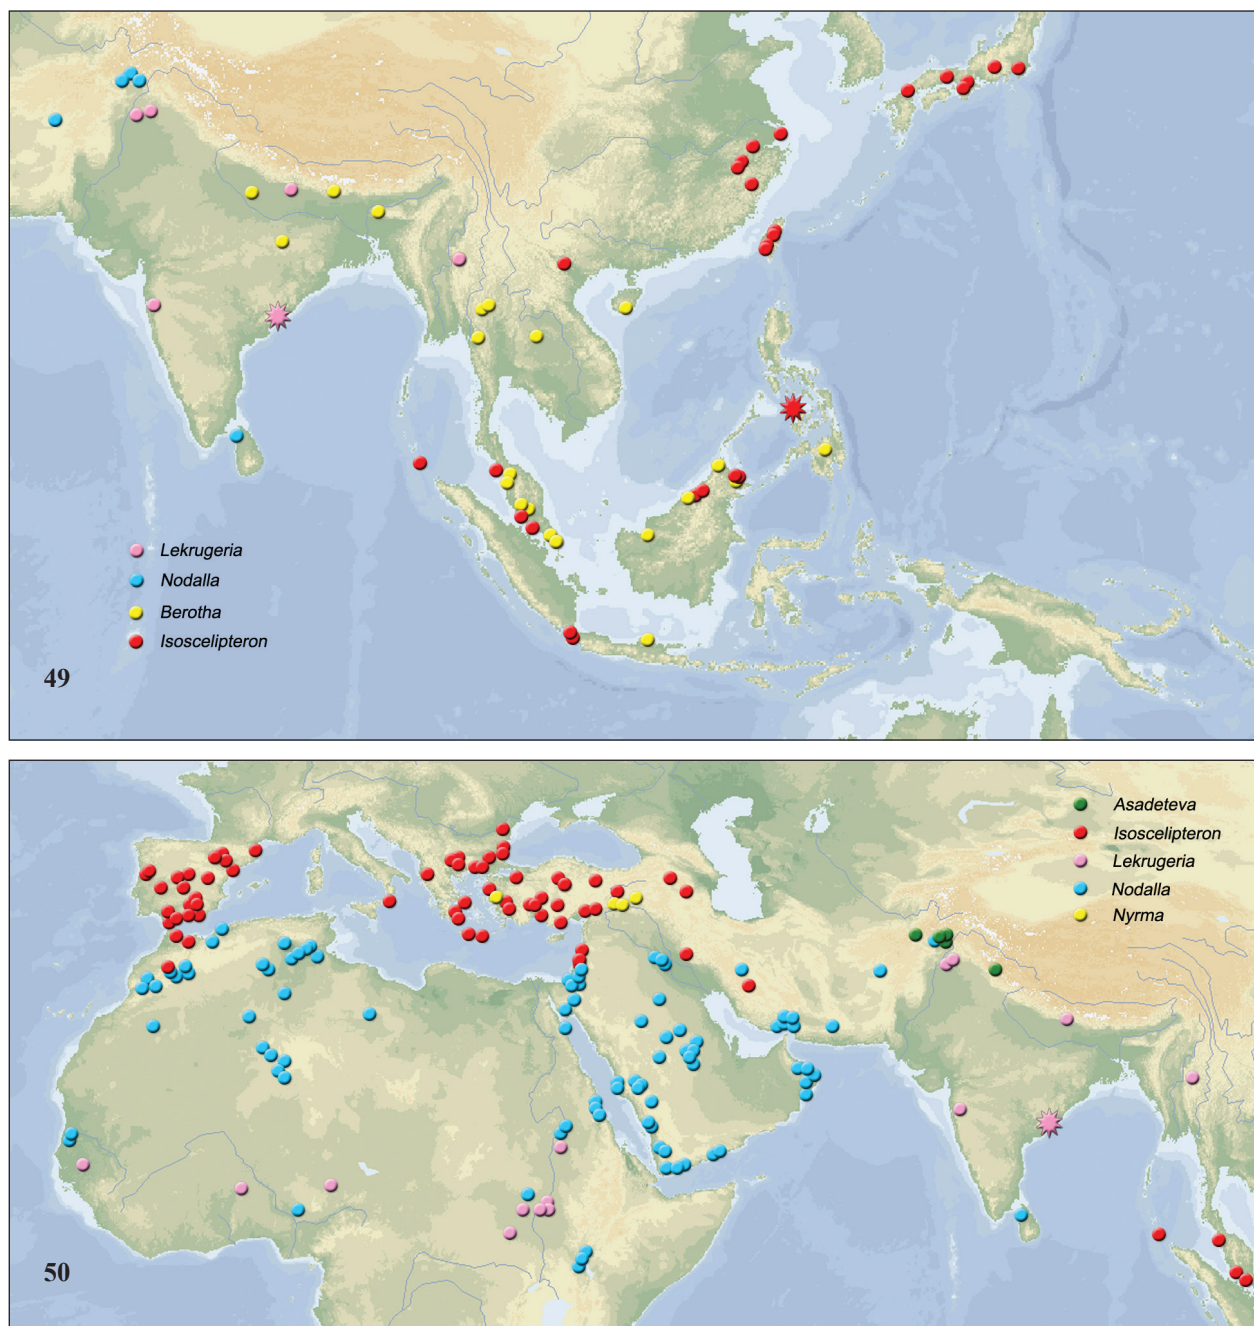 Lekrugeria
Nodalla
Berotha
Isoscelipteron
49
Asadeteva
Isoscelipteron
Lekrugeria
Nodalla
Nyrma
50